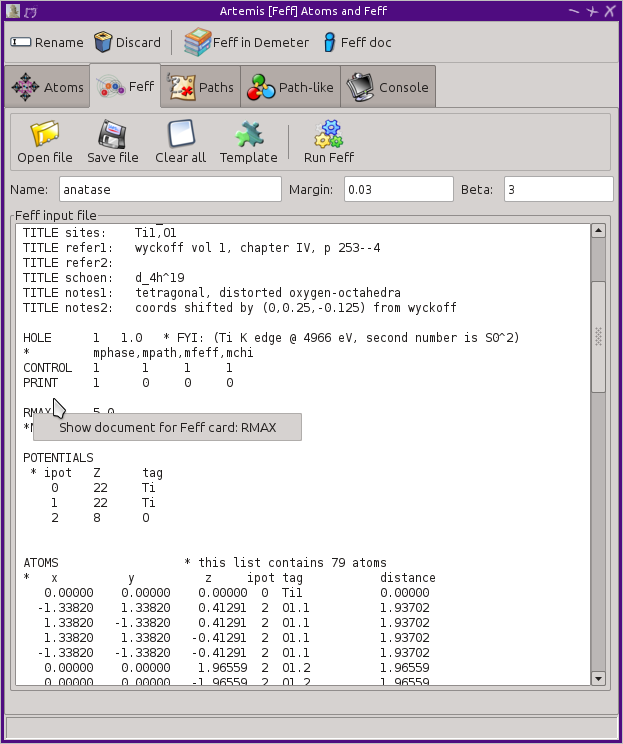 Artemis [Feff] Atoms and Feff
Rename Discard Feff in Demeter Feff doc
Atoms Feff Paths Path-like Console
Open file Save file Clear all Template Run Feff
Name: anatase Margin: 0.03 Beta: 3
Feff input file
TITLE sites: Ti1,O1
TITLE refer1: wyckoff vol 1, chapter IV, p 253--4
TITLE refer2:
TITLE schoen: d_4h^19
TITLE notes1: tetragonal, distorted oxygen-octahedra
TITLE notes2: coords shifted by (0,0.25,-0.125) from wyckoff
HOLE 1 1.0 * FYI: (Ti K edge @ 4966 eV, second number is S0^2)
* mphase,mpath,mfeff,mchi
CONTROL 1 1 1 1
PRINT 1 0 0 0
RMAX 5.0
Show document for Feff card: RMAX
POTENTIALS
* ipot Z tag
0 22 Ti
1 22 Ti
2 8 O
ATOMS * this list contains 79 atoms
* x y z ipot tag distance
0.00000 0.00000 0.00000 0 Ti1 0.00000
-1.33820 1.33820 0.41291 2 O1.1 1.93702
1.33820 -1.33820 0.41291 2 O1.1 1.93702
1.33820 1.33820 -0.41291 2 O1.1 1.93702
-1.33820 -1.33820 -0.41291 2 O1.1 1.93702
0.00000 0.00000 1.96559 2 O1.2 1.96559
0.00000 0.00000 -1.96559 2 O1.2 1.96559